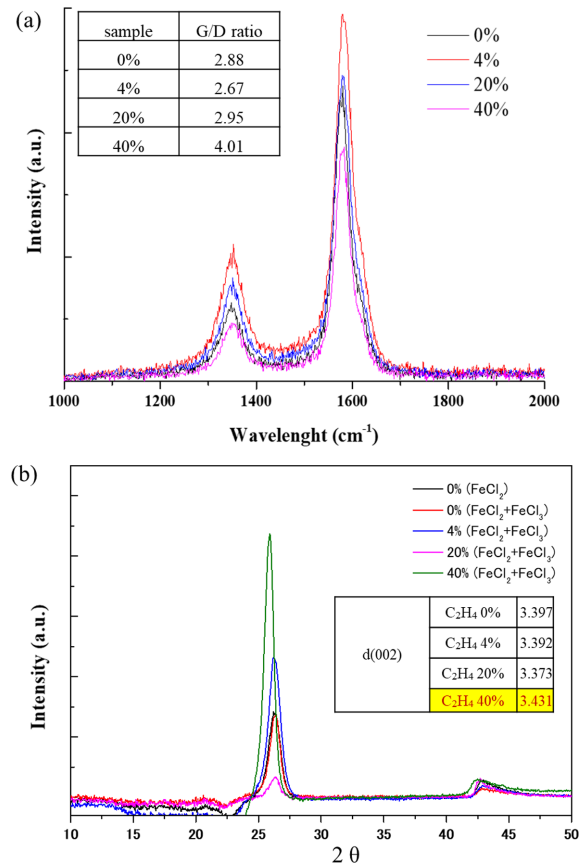 (a)
sample G/D ratio
0% 2.88
4% 2.67
20% 2.95
40% 4.01
0%
4%
20%
40%
Intensity (a.u.)
1000 1200 1400 1600 1800 2000
Wavelenght (cm⁻¹)
(b)
0% (FeCl₂)
0% (FeCl₂+FeCl₃)
4% (FeCl₂+FeCl₃)
20% (FeCl₂+FeCl₃)
40% (FeCl₂+FeCl₃)
d(002)
C₂H₄ 0% 3.397
C₂H₄ 4% 3.392
C₂H₄ 20% 3.373
C₂H₄ 40% 3.431
Intensity (a.u.)
10 15 20 25 30 35 40 45 50
2 θ